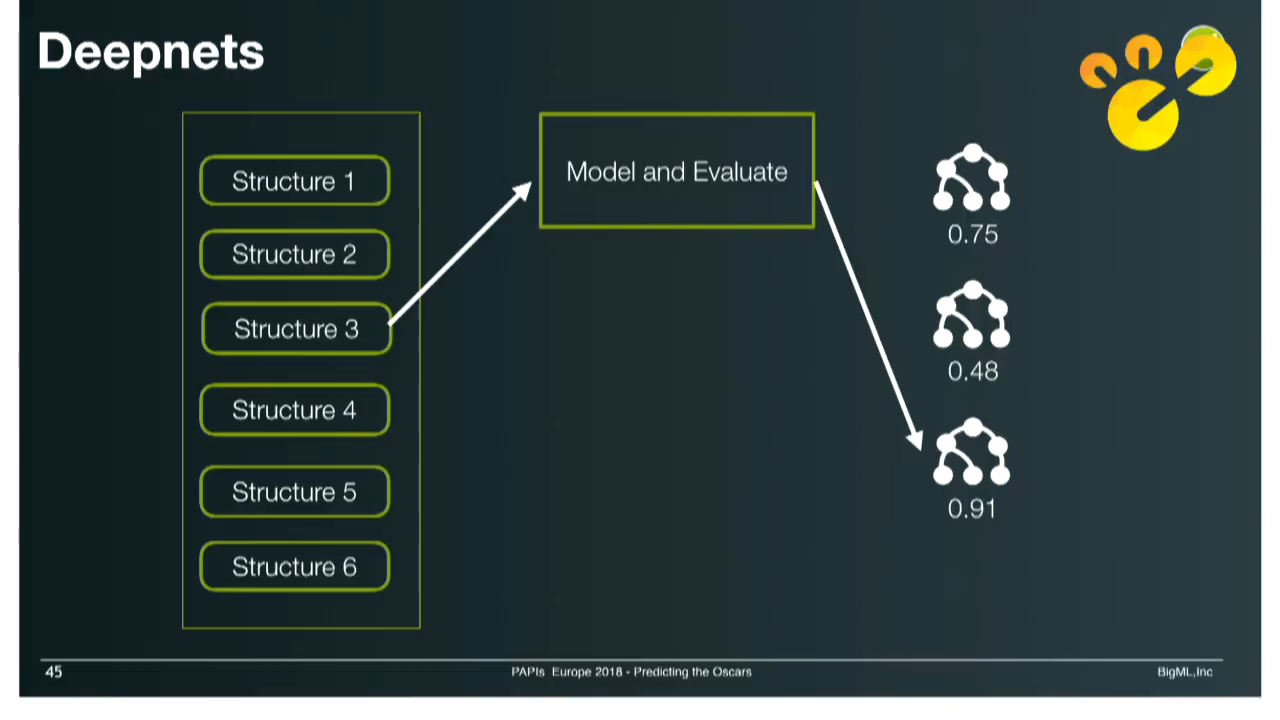 Deepnets
Structure 1
Structure 2
Structure 3
Structure 4
Structure 5
Structure 6
Model and Evaluate
0.75
0.48
0.91
45
PAPIs Europe 2018 - Predicting the Oscars
BigML,Inc